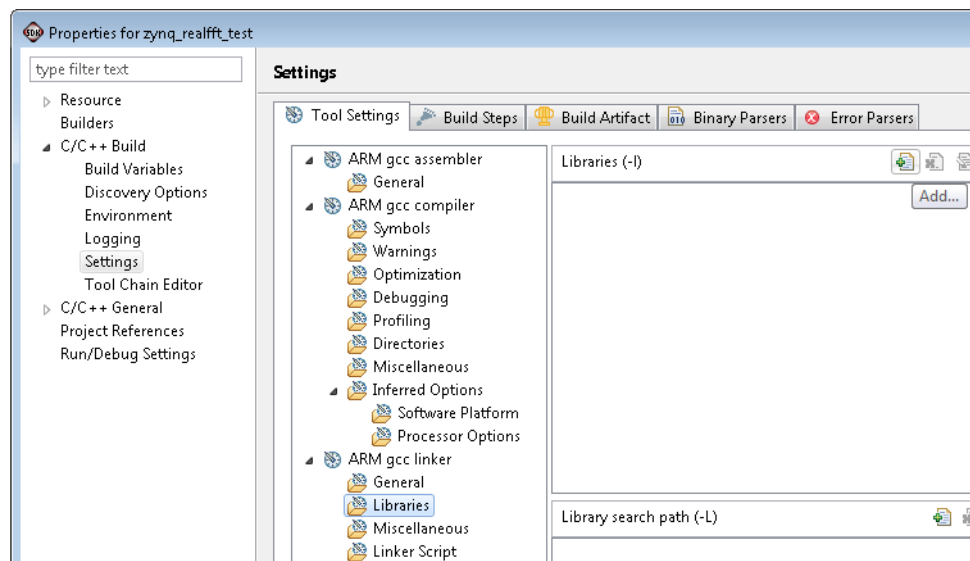 Properties for zynq_realfft_test
type filter text
Resource
Builders
C/C++ Build
Build Variables
Discovery Options
Environment
Logging
Settings
Tool Chain Editor
C/C++ General
Project References
Run/Debug Settings
Settings
Tool Settings
Build Steps
Build Artifact
Binary Parsers
Error Parsers
ARM gcc assembler
General
ARM gcc compiler
Symbols
Warnings
Optimization
Debugging
Profiling
Directories
Miscellaneous
Inferred Options
Software Platform
Processor Options
ARM gcc linker
General
Libraries
Miscellaneous
Linker Script
Libraries (-l)
Add...
Library search path (-L)